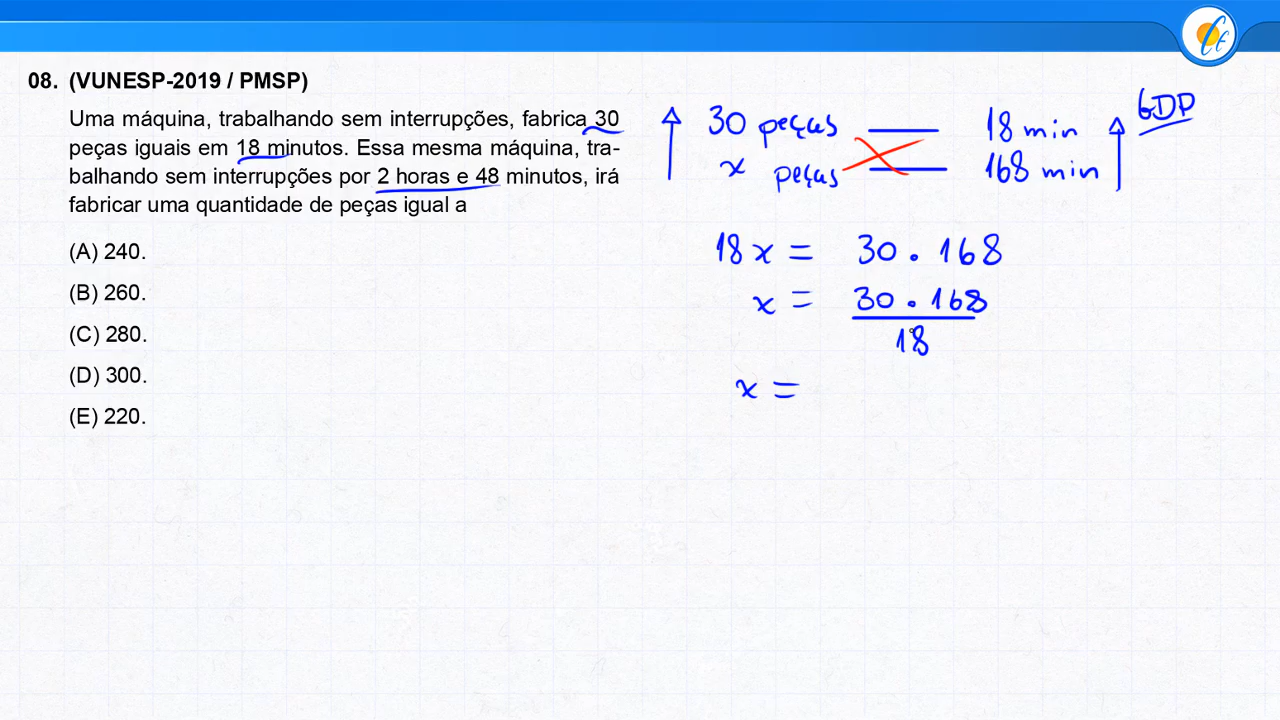 08. (VUNESP-2019 / PMSP)
Uma máquina, trabalhando sem interrupções, fabrica 30
peças iguais em 18 minutos. Essa mesma máquina, tra-
balhando sem interrupções por 2 horas e 48 minutos, irá
fabricar uma quantidade de peças igual a
(A) 240.
(B) 260.
(C) 280.
(D) 300.
(E) 220.
GDP
30 peças 18 min
x peças 168 min
18 x = 30 . 168
x = 30 . 168
18
x =